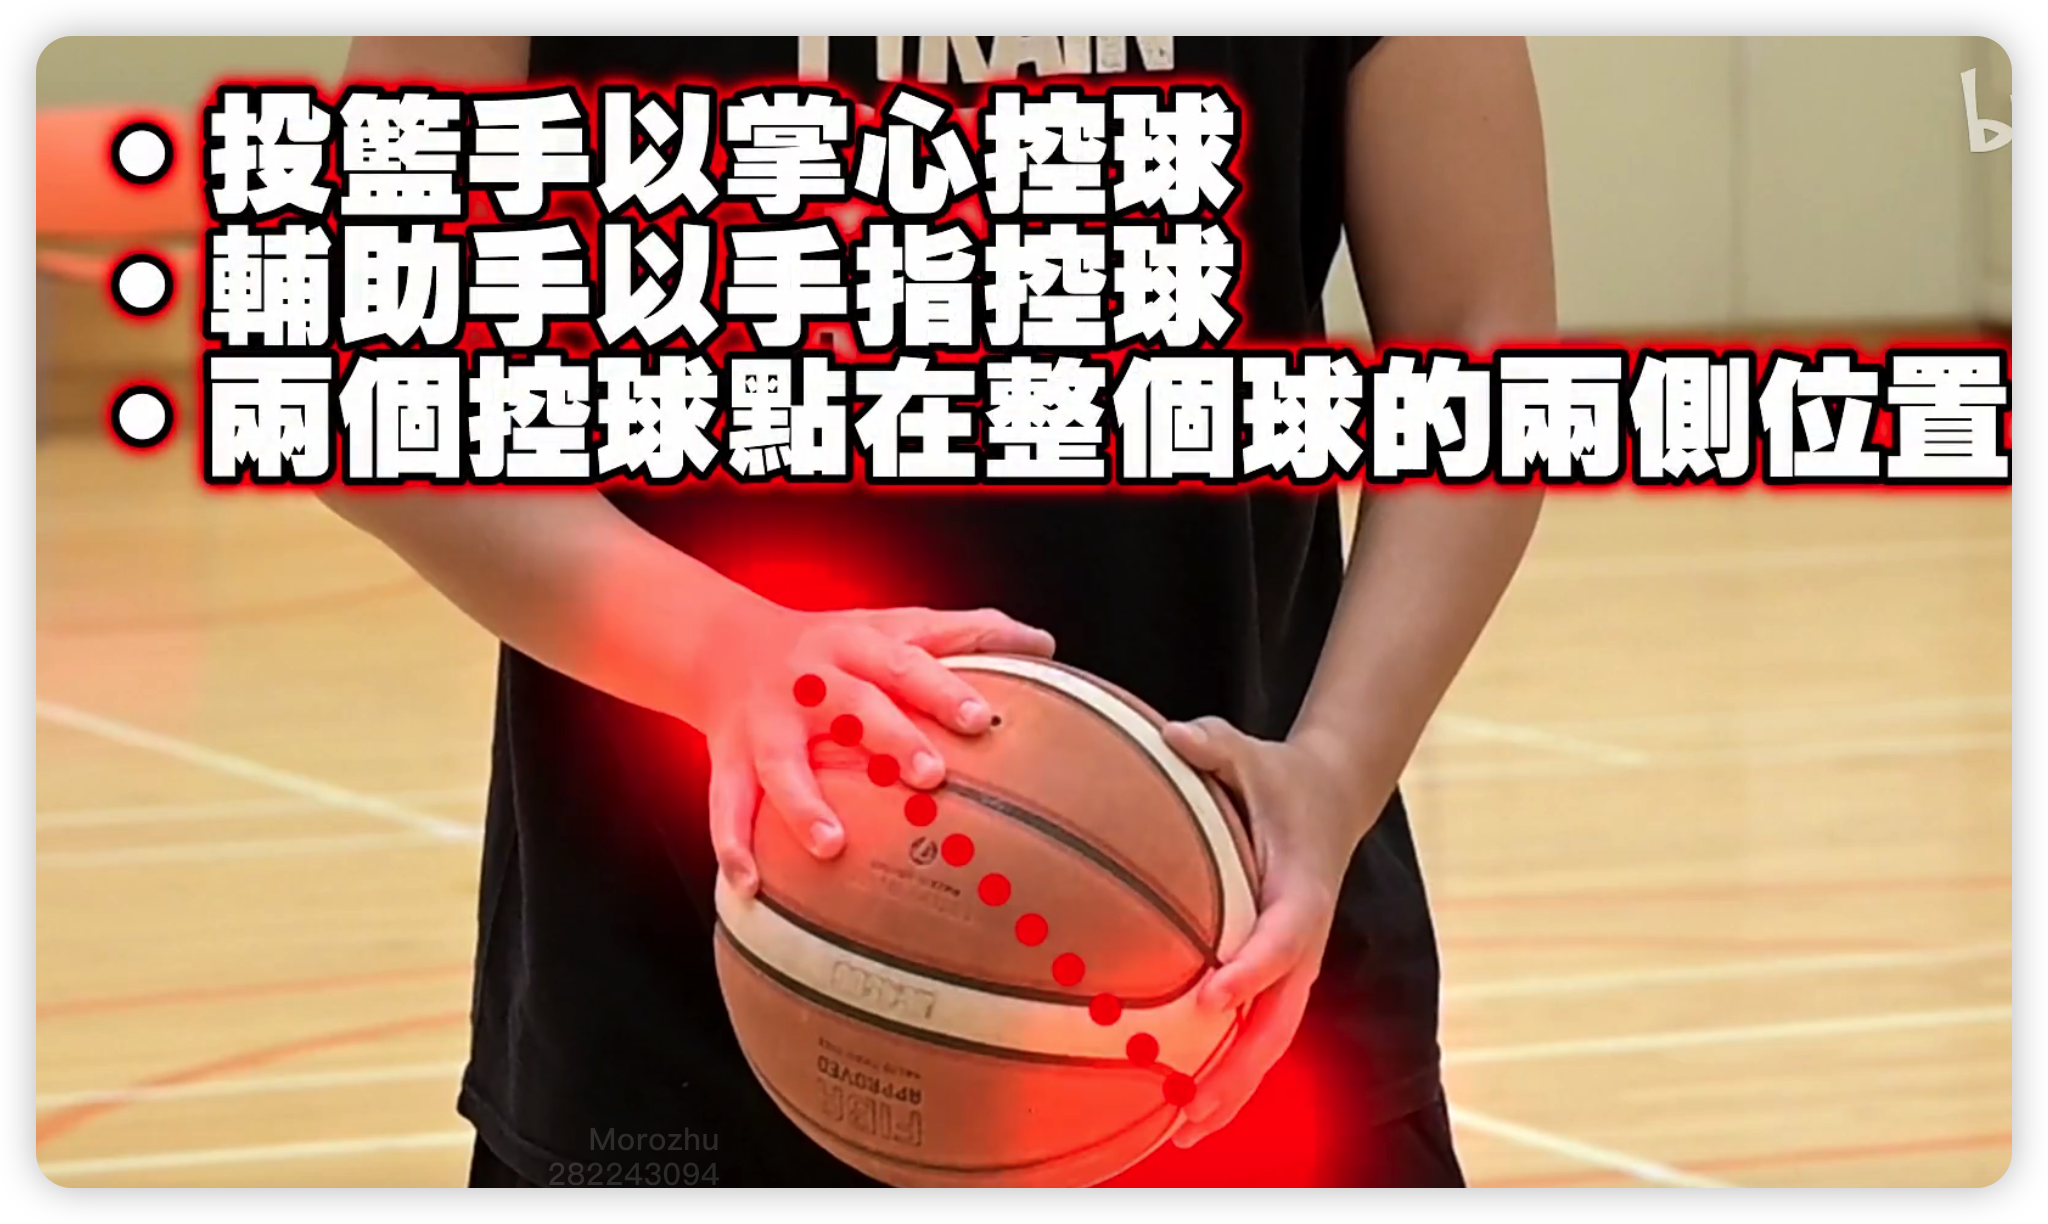 • 投籃手以掌心控球
• 輔助手以手指控球
• 兩個控球點在整個球的兩側位置
APPROVED
Morozhu
282243094